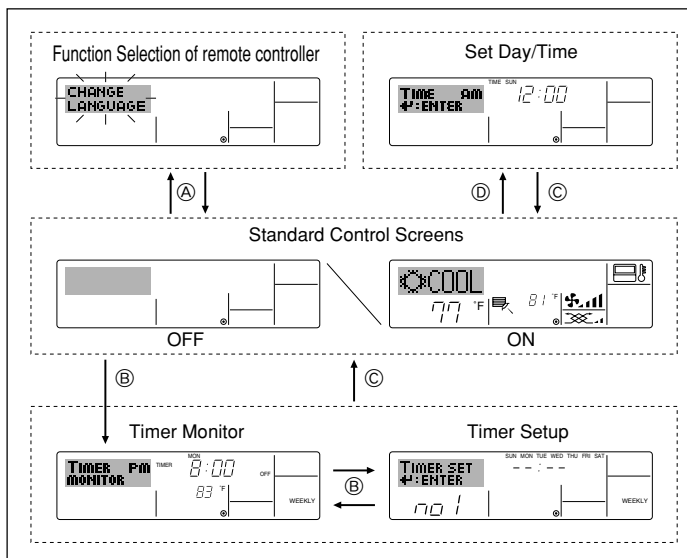 Function Selection of remote controller
CHANGE
LANGUAGE
Set Day/Time
TIME AM
↵:ENTER
TIME SUN
12:00
Ⓐ
Ⓓ
Ⓒ
Standard Control Screens
COOL
77 °F
81 °F
OFF
ON
Ⓑ
Ⓒ
Timer Monitor
TIMER PM
MONITOR
TIMER
MON
8:00
OFF
83 °F
WEEKLY
Ⓑ
Timer Setup
TIMER SET
↵:ENTER
SUN MON TUE WED THU FRI SAT
--:--
no 1
WEEKLY